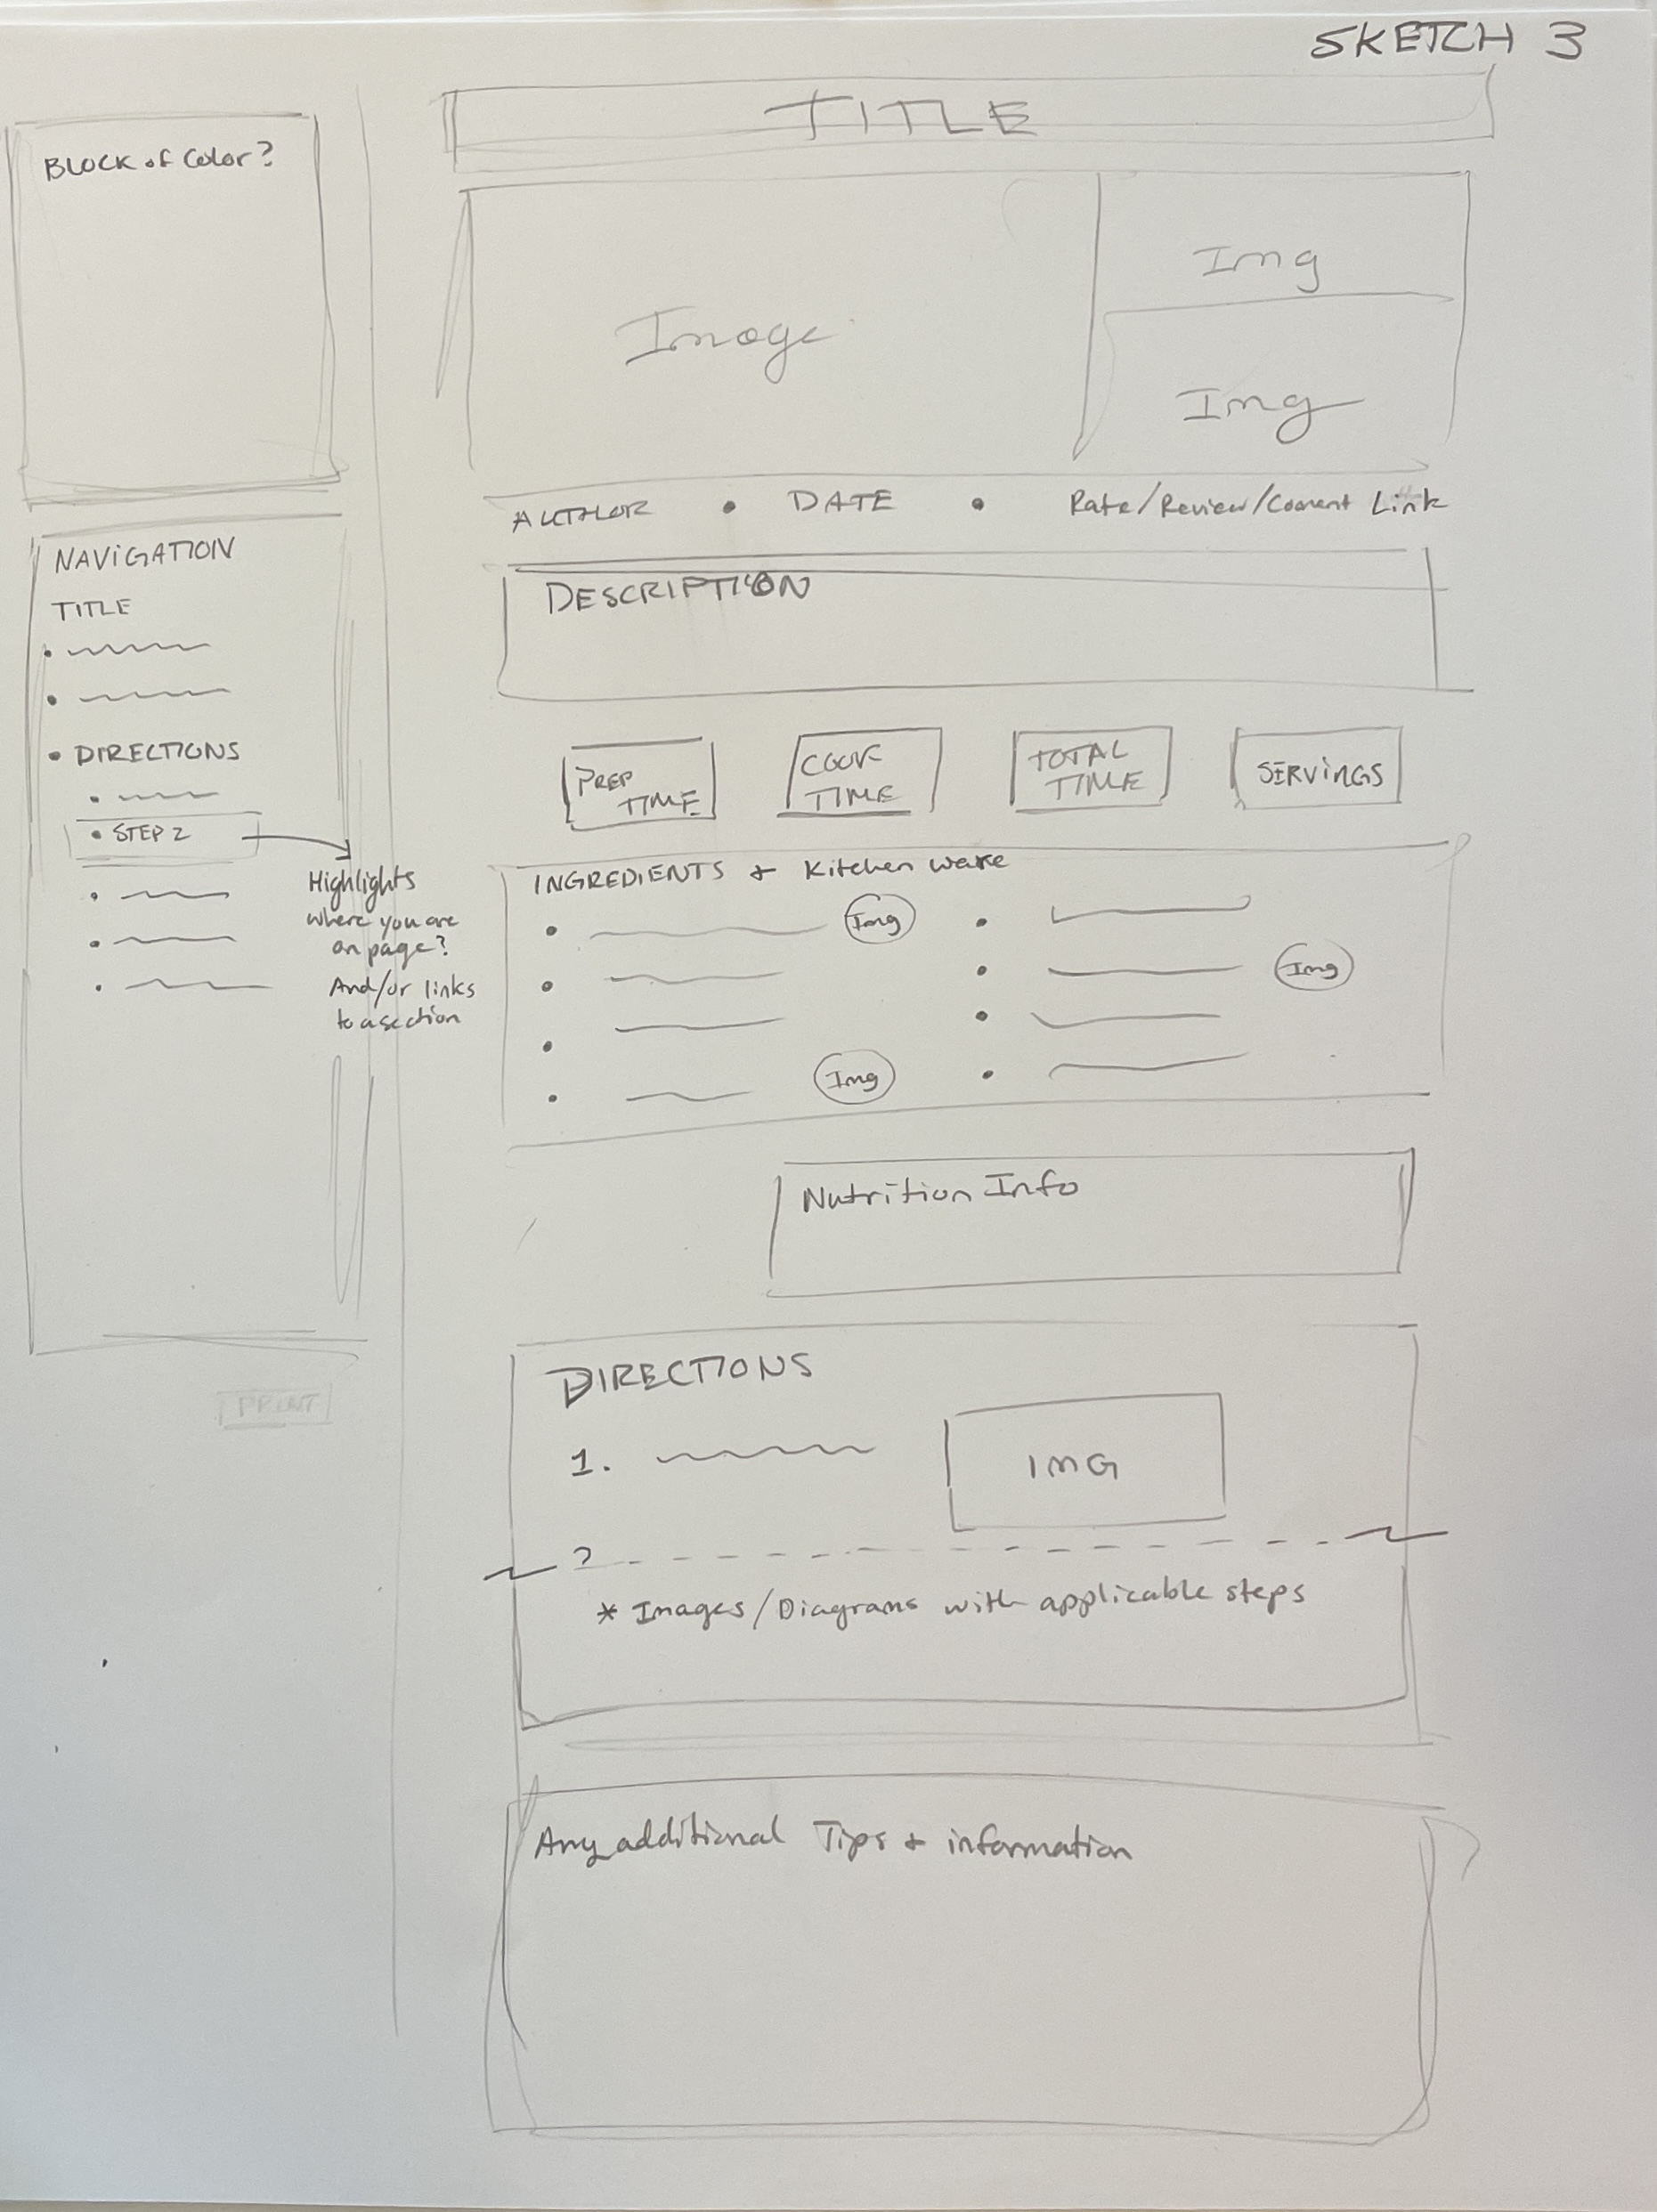 SKETCH 3
TITLE
BLOCK of Color?
Image
Img
Img
AUTHOR • DATE • Rate/Review/Coment Link
NAViGATION
TITLE
• DIRECTIONS
• STEP 2
Highlights
where you are
on page?
And/or links
to a section
DESCRIPTION
PREP
TIME
COOK
TIME
TOTAL
TIME
SERViNGS
INGREDIENTS + Kitchen ware
Img
Img
Img
Nutrition Info
PRINT
DIRECTIONS
1.
IMG
2
* Images/Diagrams with applicable steps
Any additional Tips + information